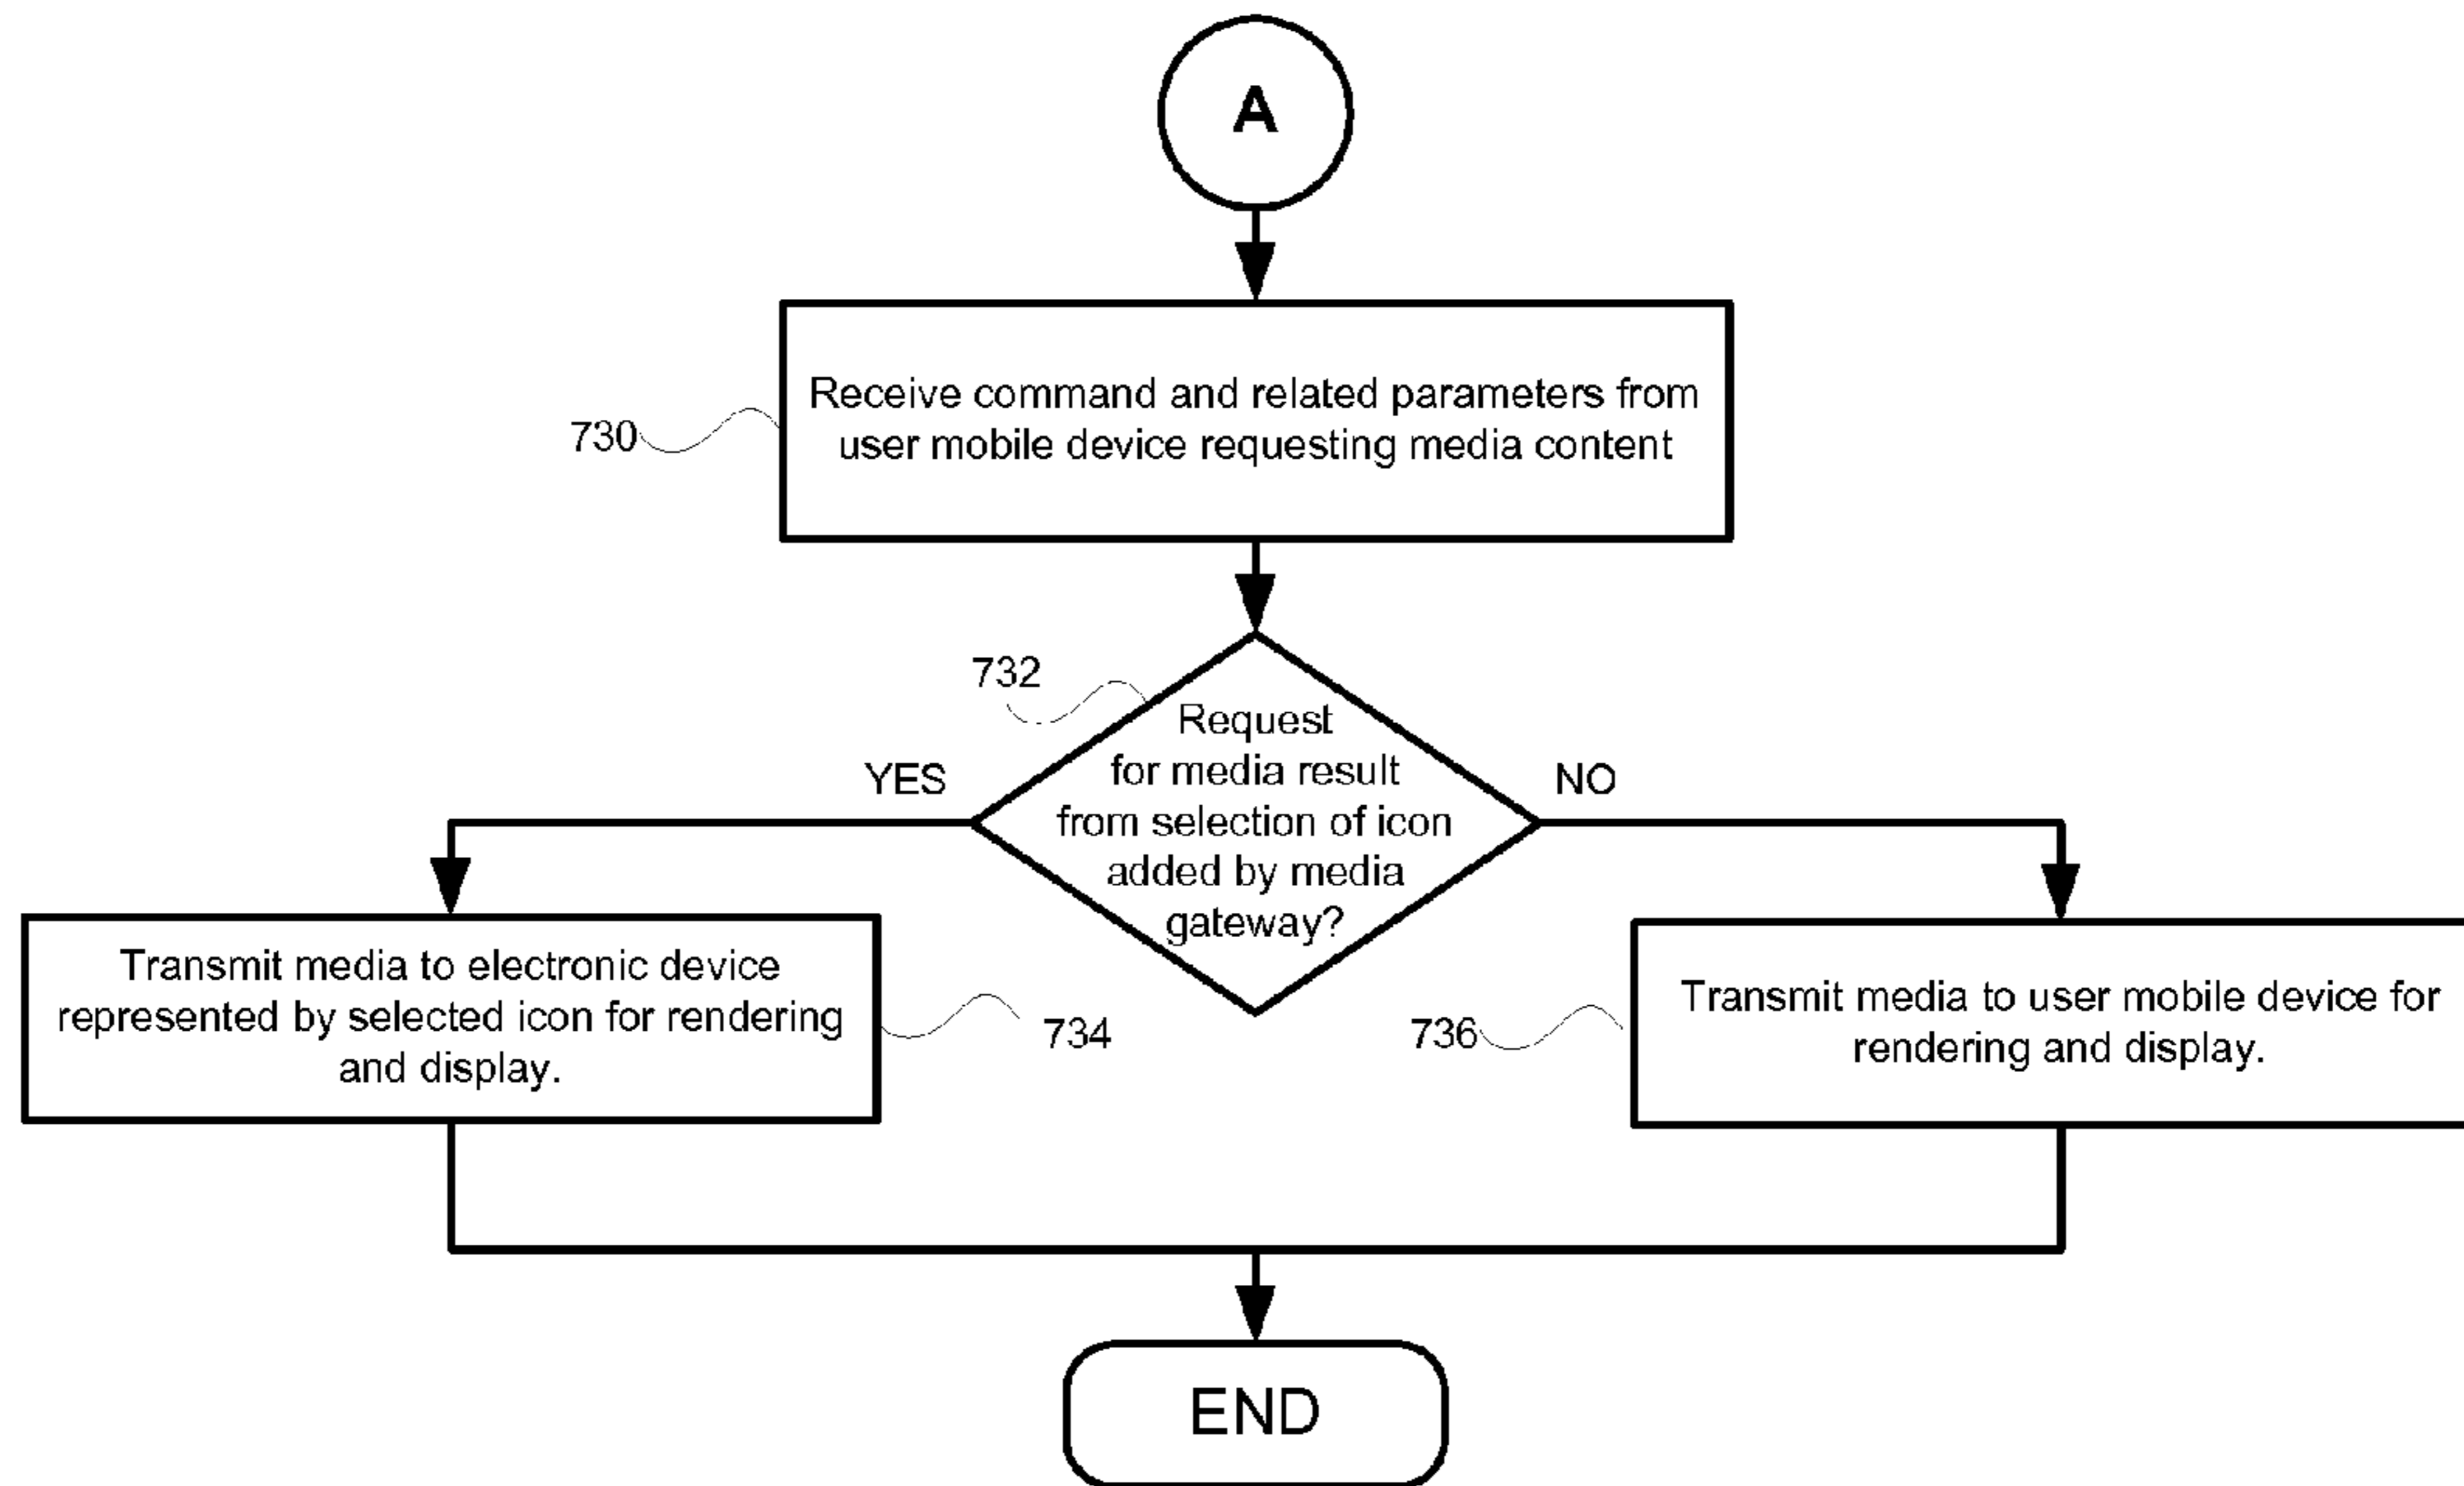 A
Receive command and related parameters from
user mobile device requesting media content
730
732
Request
for media result
from selection of icon
added by media
gateway?
YES
NO
Transmit media to electronic device
represented by selected icon for rendering
and display.
734
736
Transmit media to user mobile device for
rendering and display.
END